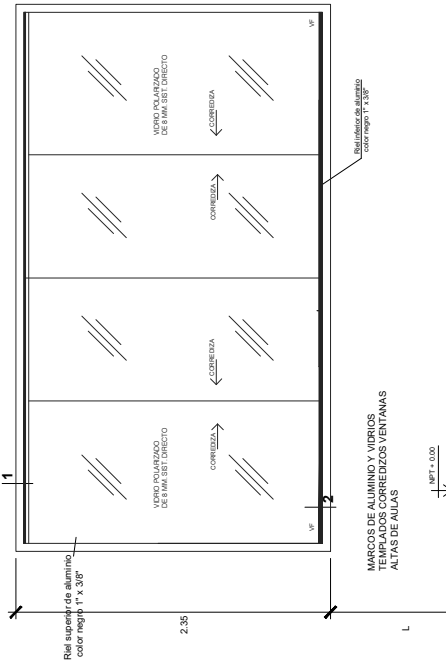 1
Riel superior de aluminio
color negro 1" x 3/8"
VIDRIO POLARIZADO
DE 8 MM. SIST. DIRECTO
VIDRIO POLARIZADO
DE 8 MM. SIST. DIRECTO
2.35
CORREDIZA
CORREDIZA
CORREDIZA
CORREDIZA
VF
VF
2
Riel inferior de aluminio
color negro 1" x 3/8"
MARCOS DE ALUMINIO Y VIDRIOS
TEMPLADOS CORREDIZOS VENTANAS
ALTAS DE AULAS
NPT + 0.00
L